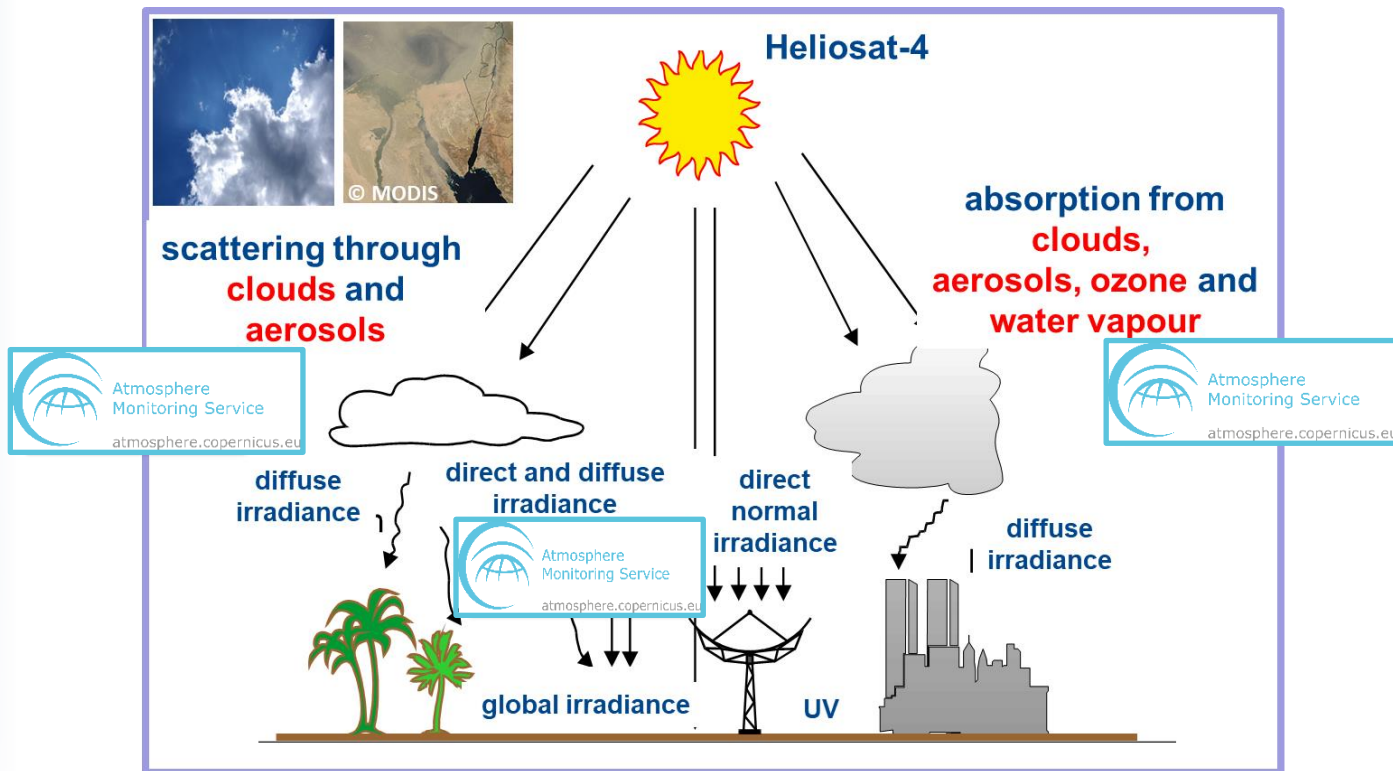 Heliosat-4
© MODIS
scattering through
clouds and
aerosols
absorption from
clouds,
aerosols, ozone and
water vapour
Atmosphere
Monitoring Service
atmosphere.copernicus.eu
Atmosphere
Monitoring Service
atmosphere.copernicus.eu
diffuse
irradiance
direct and diffuse
irradiance
Atmosphere
Monitoring Service
atmosphere.copernicus.eu
direct
normal
irradiance
diffuse
irradiance
global irradiance
UV